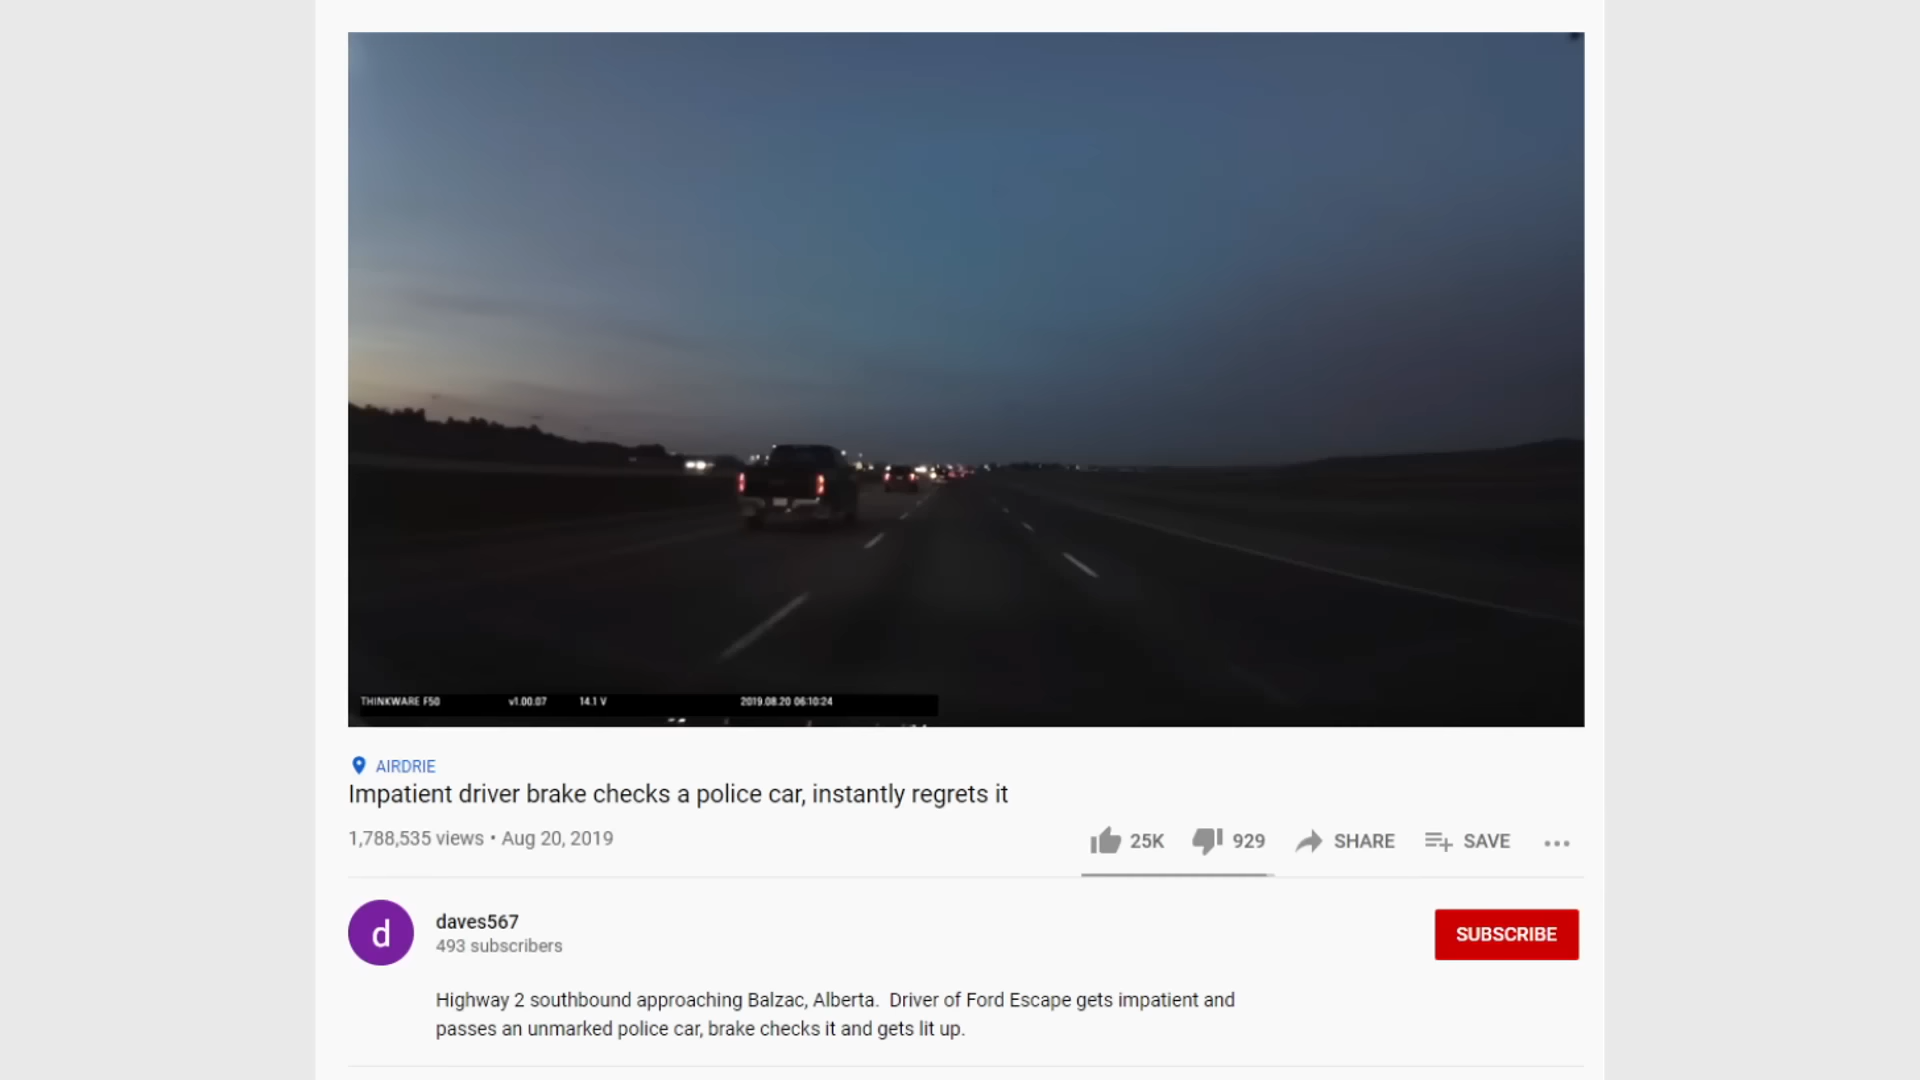 THINKWARE F50 v1.00.07 14.1 V 2019.08.20 06:10:24
AIRDRIE
Impatient driver brake checks a police car, instantly regrets it
1,788,535 views • Aug 20, 2019
25K 929 SHARE SAVE
d
daves567
493 subscribers
SUBSCRIBE
Highway 2 southbound approaching Balzac, Alberta. Driver of Ford Escape gets impatient and
passes an unmarked police car, brake checks it and gets lit up.